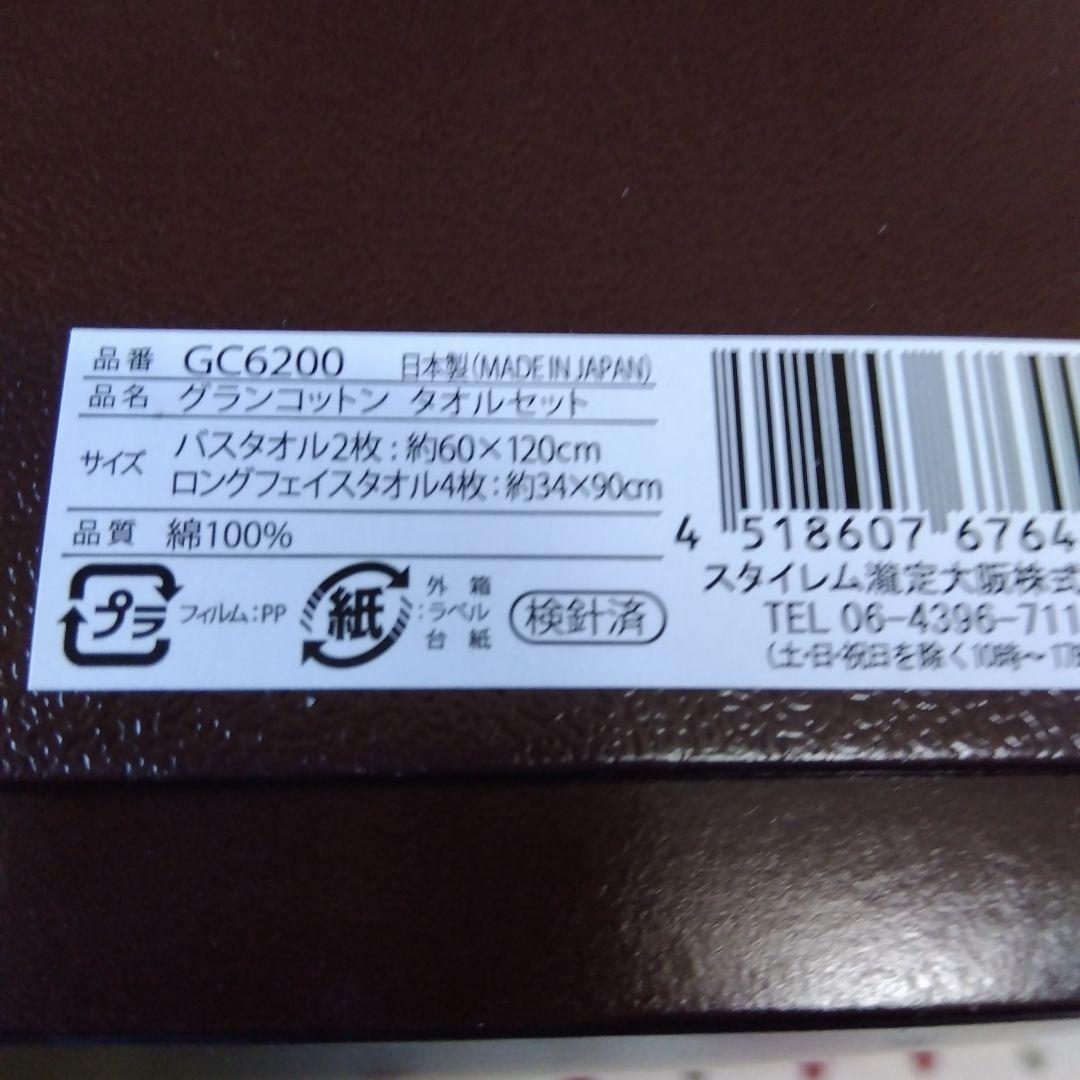 品番 GC6200 日本製(MADE IN JAPAN)
品名 グランコットン タオルセット
サイズ バスタオル2枚:約60×120cm
ロングフェイスタオル4枚:約34×90cm
品質 綿100%
プラ フィルム:PP
紙 外箱
:ラベル
台紙
検針済
4 518607 6764
スタイレム瀧定大阪株式
TEL 06-4396-711
(土・日・祝日を除く10時~17時